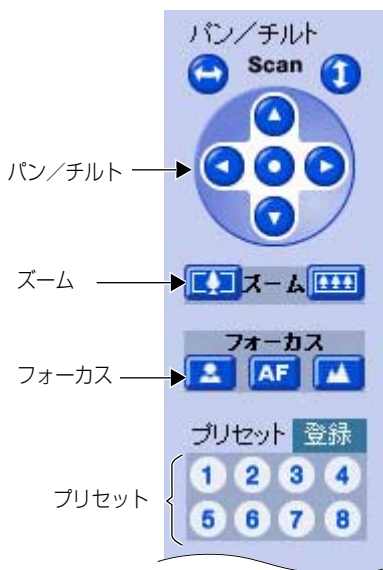 パン／チルト
Scan
パン／チルト
ズーム
ズーム
フォーカス
フォーカス
AF
プリセット 登録
プリセット
1 2 3 4
5 6 7 8